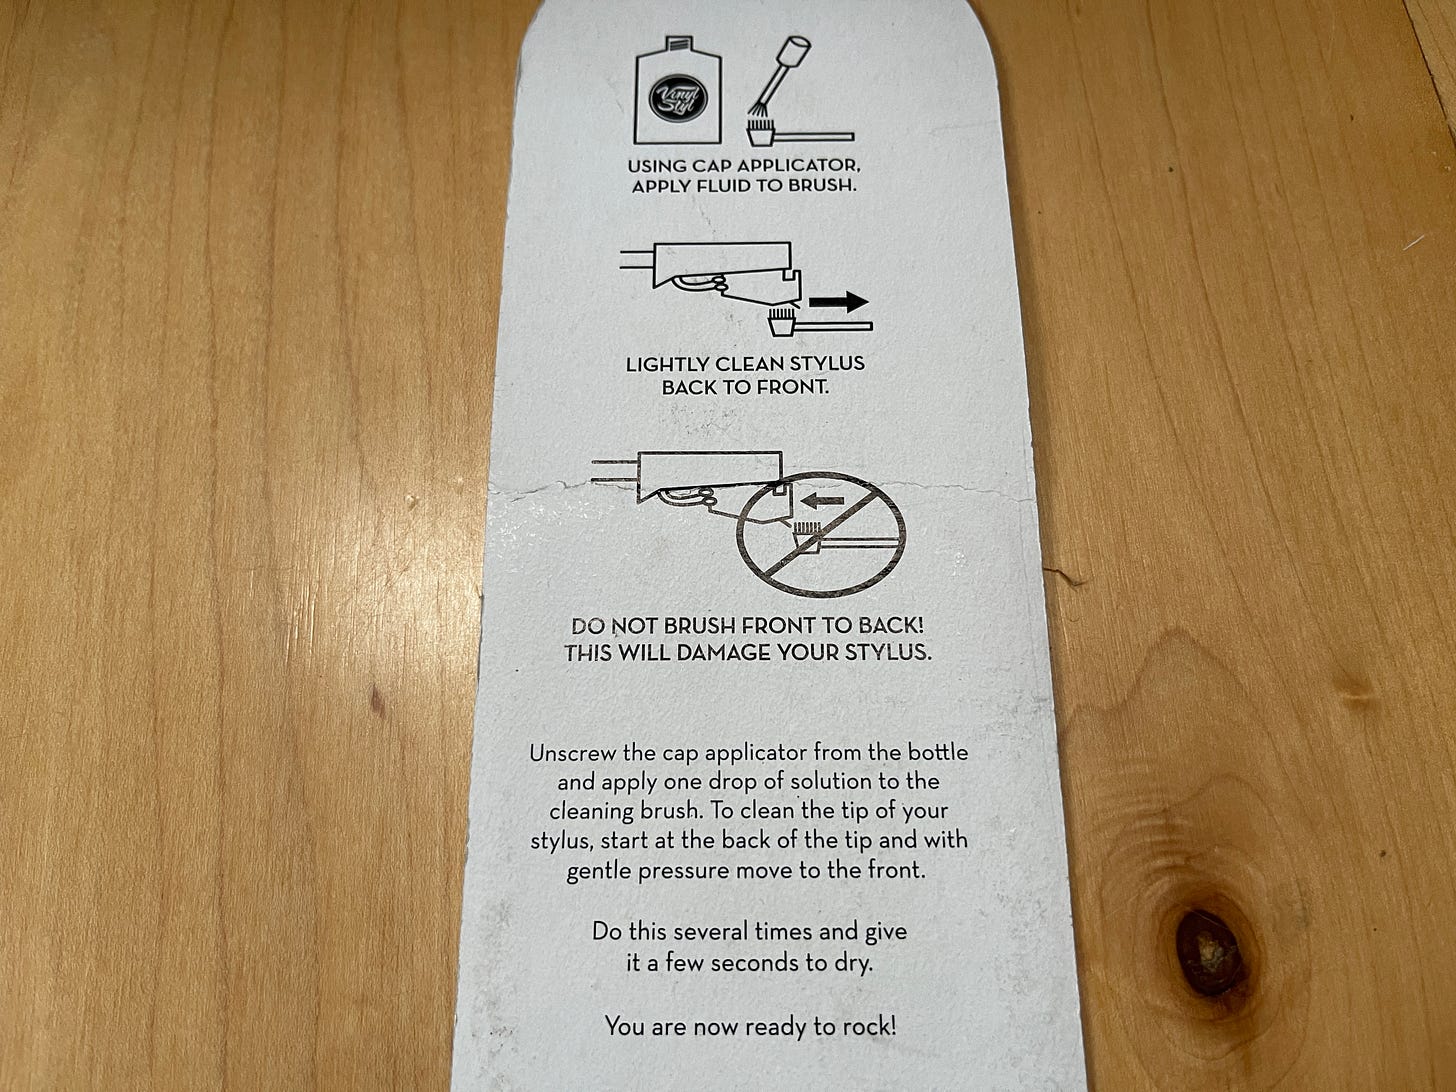 Vinyl
Styl
USING CAP APPLICATOR,
APPLY FLUID TO BRUSH.
LIGHTLY CLEAN STYLUS
BACK TO FRONT.
DO NOT BRUSH FRONT TO BACK!
THIS WILL DAMAGE YOUR STYLUS.
Unscrew the cap applicator from the bottle
and apply one drop of solution to the
cleaning brush. To clean the tip of your
stylus, start at the back of the tip and with
gentle pressure move to the front.
Do this several times and give
it a few seconds to dry.
You are now ready to rock!